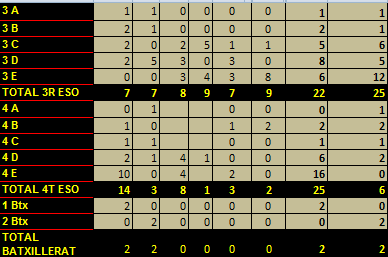 3 A 1 1 0 0 0 0 1 1
3 B 2 1 0 0 0 0 2 1
3 C 2 0 2 5 1 1 5 6
3 D 2 5 3 0 3 0 8 5
3 E 0 0 3 4 3 8 6 12
TOTAL 3R ESO 7 7 8 9 7 9 22 25
4 A 0 1 0 0 0 1
4 B 1 0 1 2 2 2
4 C 1 1 0 0 1 1
4 D 2 1 4 1 0 0 6 2
4 E 10 0 4 2 0 16 0
TOTAL 4T ESO 14 3 8 1 3 2 25 6
1 Btx 2 0 0 0 0 0 2 0
2 Btx 0 2 0 0 0 0 0 2
TOTAL
BATXILLERAT 2 2 0 0 0 0 2 2